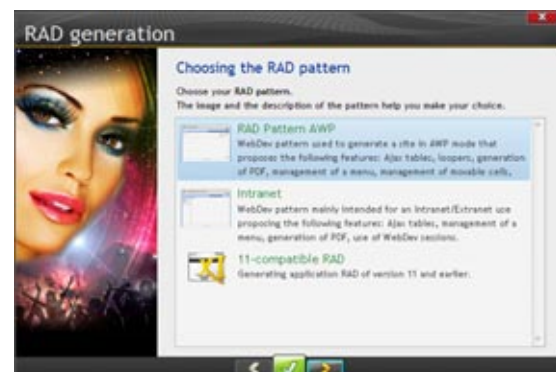 RAD generation
Choosing the RAD pattern
Choose your RAD pattern.
The image and the description of the pattern help you make your choice.
RAD Pattern AWP
WebDev pattern used to generate a site in AWP mode that
proposes the following features: Ajax tables, loopers, generation
of PDF, management of a menu, management of movable cells,
Intranet
WebDev pattern mainly intended for an Intranet/Extranet use
proposing the following features: Ajax tables, management of a
menu, generation of PDF, use of WebDev sessions.
11-compatible RAD
Generating application RAD of version 11 and earlier.